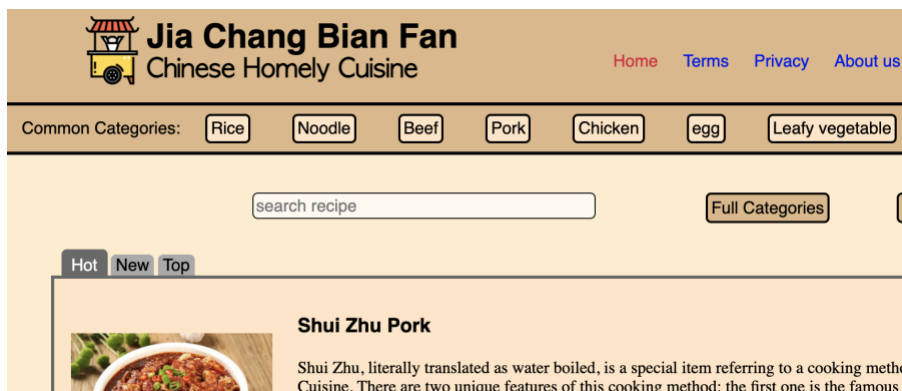 Jia Chang Bian Fan
Chinese Homely Cuisine
Home Terms Privacy About us
Common Categories: Rice Noodle Beef Pork Chicken egg Leafy vegetable
search recipe Full Categories
Hot New Top
Shui Zhu Pork
Shui Zhu, literally translated as water boiled, is a special item referring to a cooking
Cuisine. There are two unique features of this cooking method: the first one is the famous